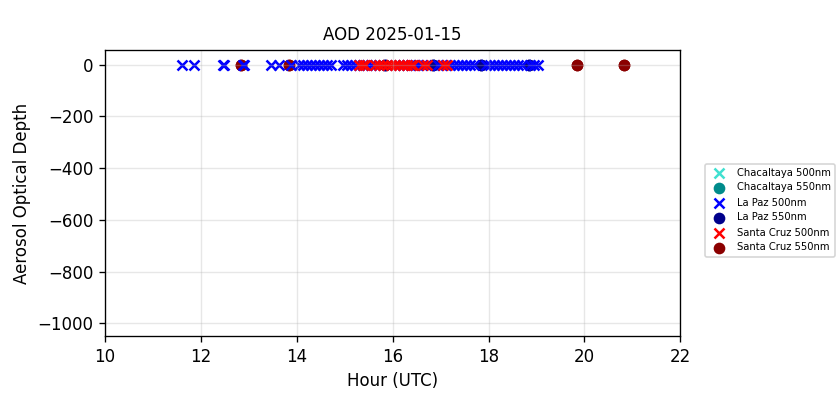 AOD 2025-01-15
Aerosol Optical Depth
0
−200
−400
−600
−800
−1000
10 12 14 16 18 20 22
Hour (UTC)
Chacaltaya 500nm
Chacaltaya 550nm
La Paz 500nm
La Paz 550nm
Santa Cruz 500nm
Santa Cruz 550nm